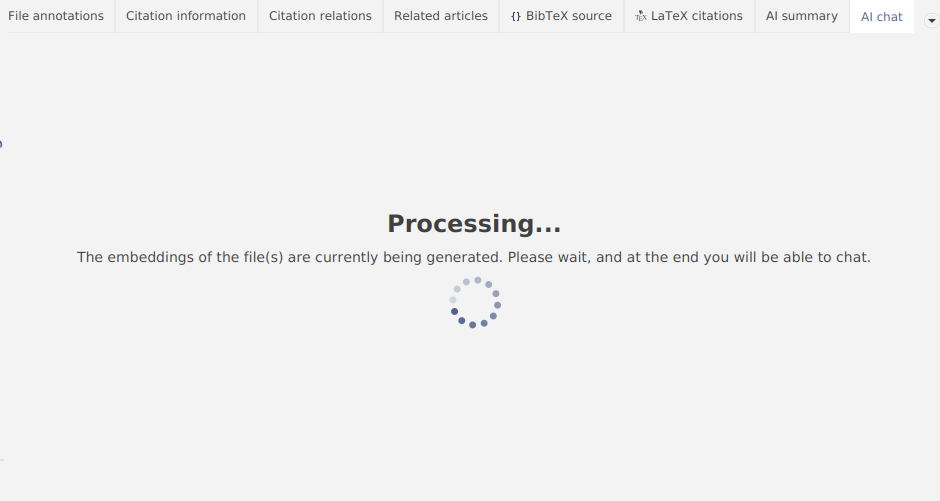 File annotations Citation information Citation relations Related articles {} BibTeX source TEX LaTeX citations AI summary AI chat
Processing...
The embeddings of the file(s) are currently being generated. Please wait, and at the end you will be able to chat.